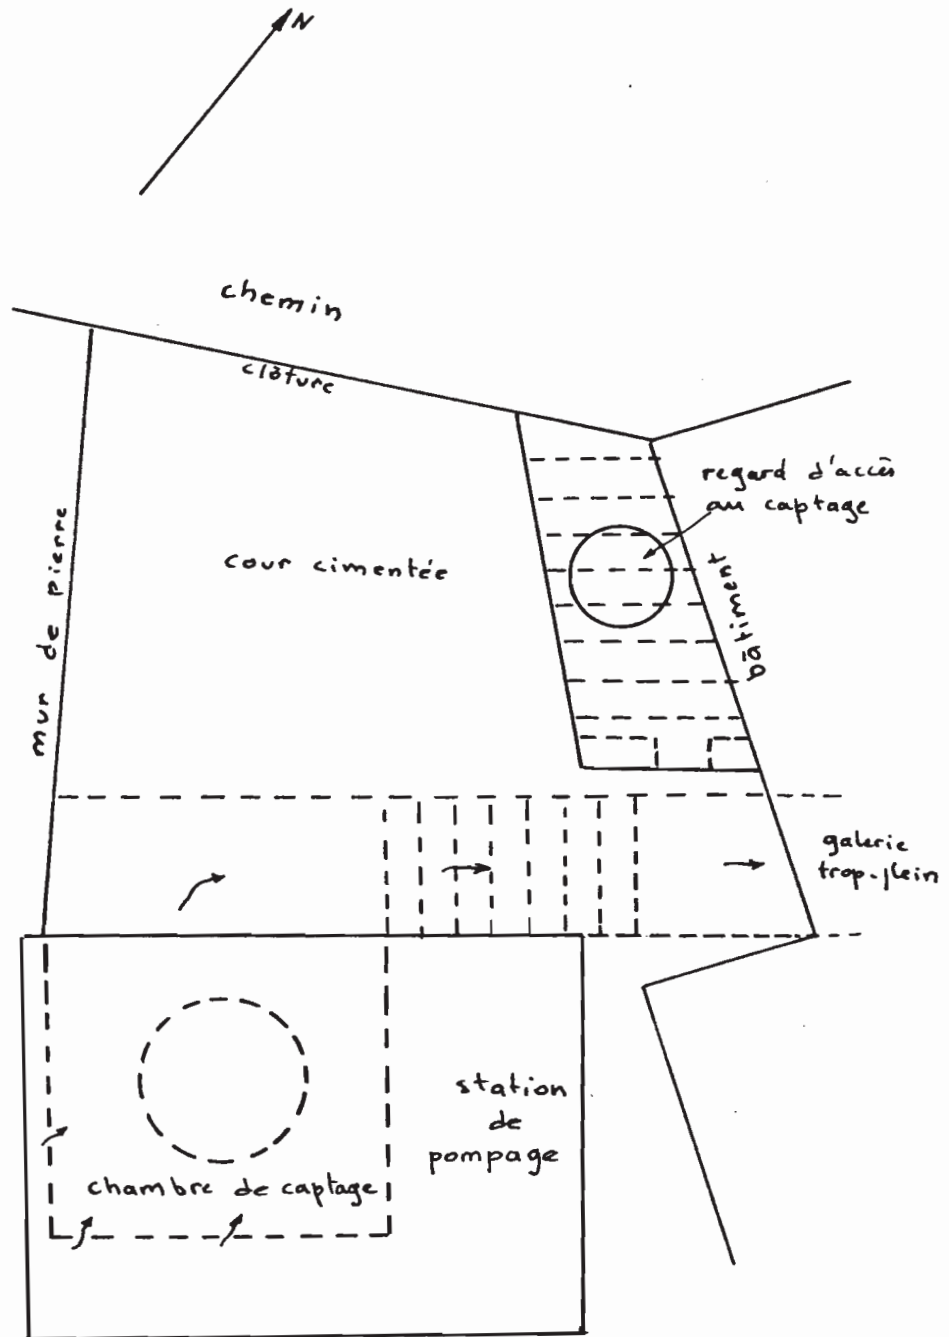 N
chemin
clôture
regard d'accès
au captage
cour cimentée
mur de pierre
bâtiment
galerie
trop-plein
station
de
pompage
chambre de captage